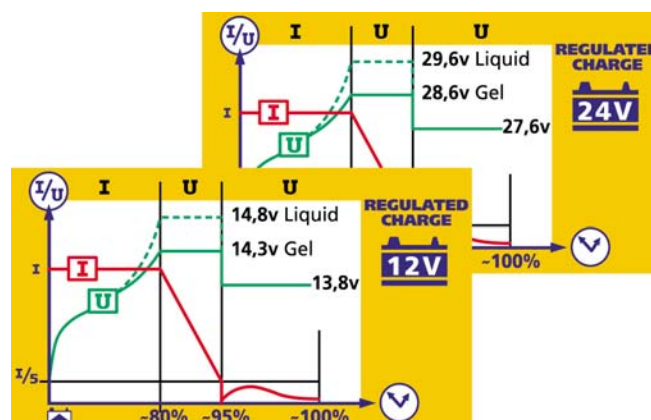 I/U
I U U
29,6v Liquid
28,6v Gel
27,6v
I
I
U
REGULATED
CHARGE
24V
~100%
I/U
I U U
14,8v Liquid
14,3v Gel
13,8v
I
I
U
REGULATED
CHARGE
12V
I/5
~80% ~95% ~100%